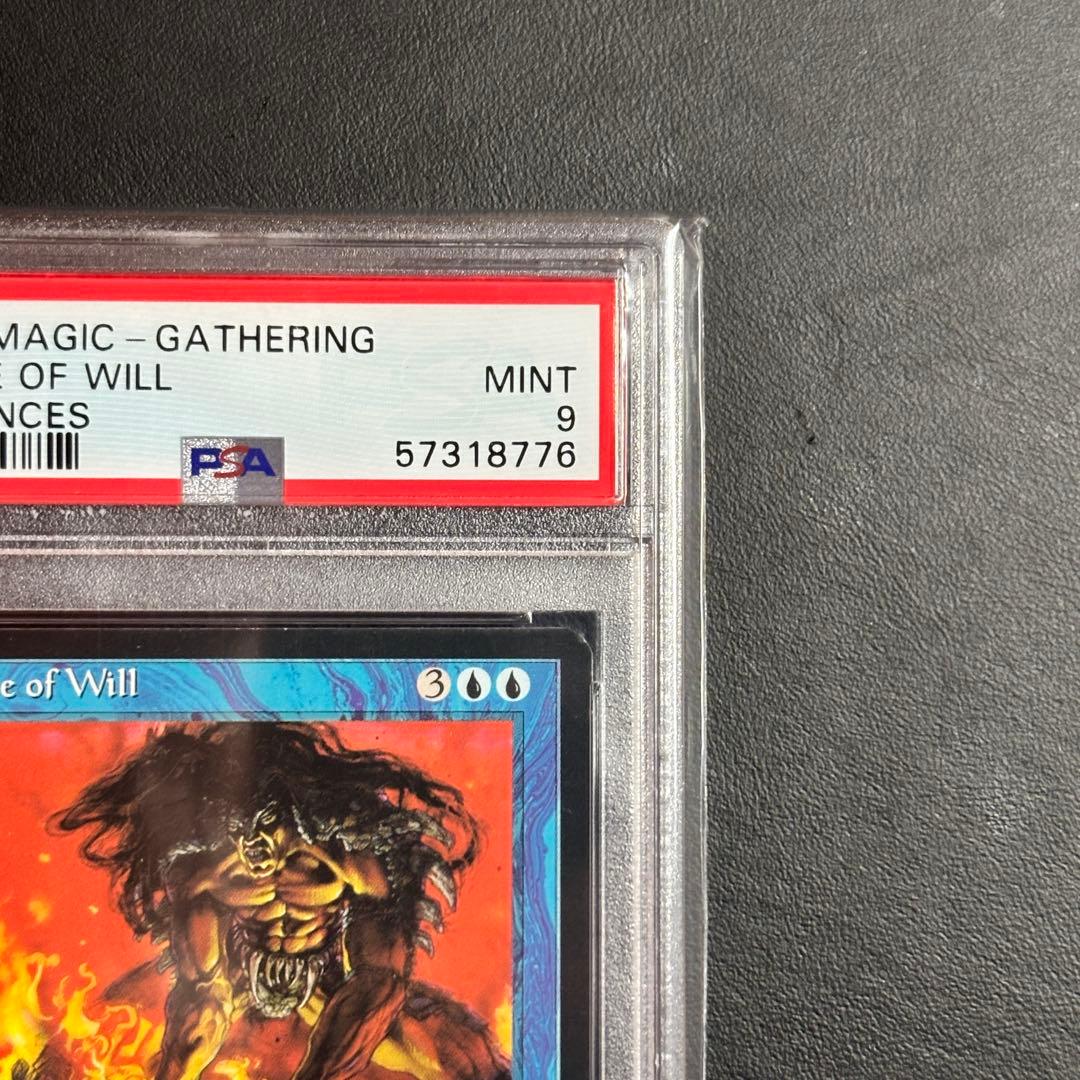 MAGIC – GATHERING
E OF WILL
NCES
MINT
9
57318776
PSA
e of Will
3